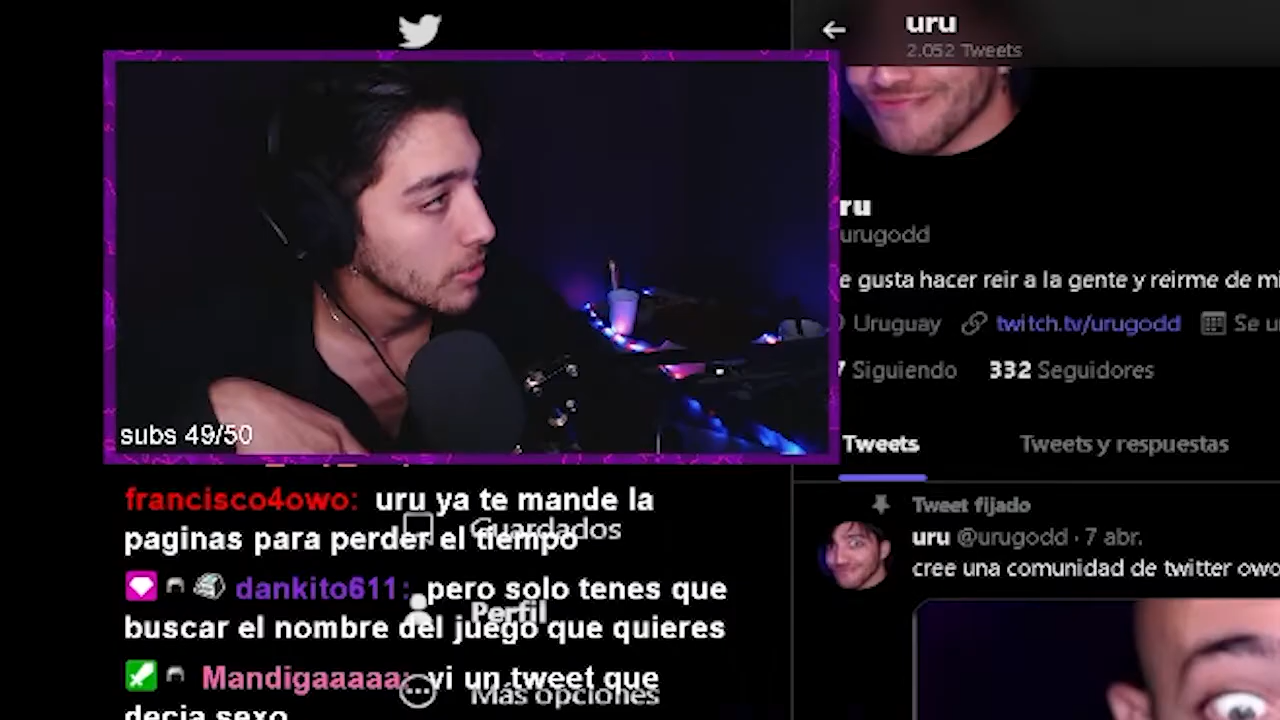 uru
2.052 Tweets
ru
urugodd
e gusta hacer reir a la gente y reirme de mi
Uruguay twitch.tv/urugodd Se u
Siguiendo 332 Seguidores
Tweets Tweets y respuestas
Tweet fijado
uru @urugodd · 7 abr.
cree una comunidad de twitter owo
subs 49/50
francisco4owo: uru ya te mande la
paginas para perder el tiempo
Guardados
dankito611: pero solo tenes que
buscar el nombre del juego que quieres
Perfil
Mandigaaaaa: vi un tweet que
decia sexo
Más opciones